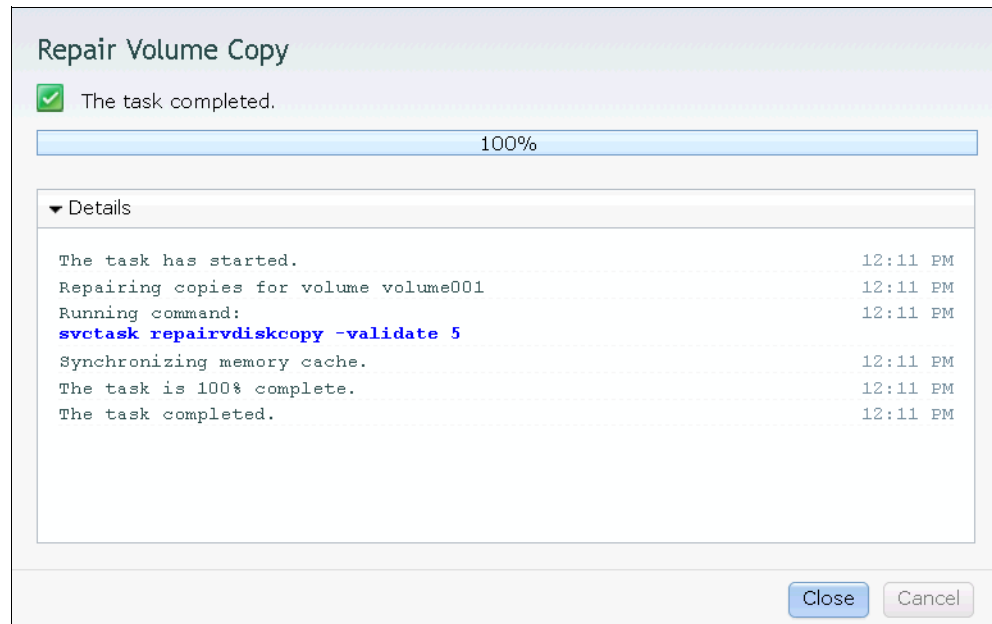 Repair Volume Copy
The task completed.
100%
Details
The task has started. 12:11 PM
Repairing copies for volume volume001 12:11 PM
Running command: 12:11 PM
svctask repairvdiskcopy -validate 5
Synchronizing memory cache. 12:11 PM
The task is 100% complete. 12:11 PM
The task completed. 12:11 PM
Close Cancel